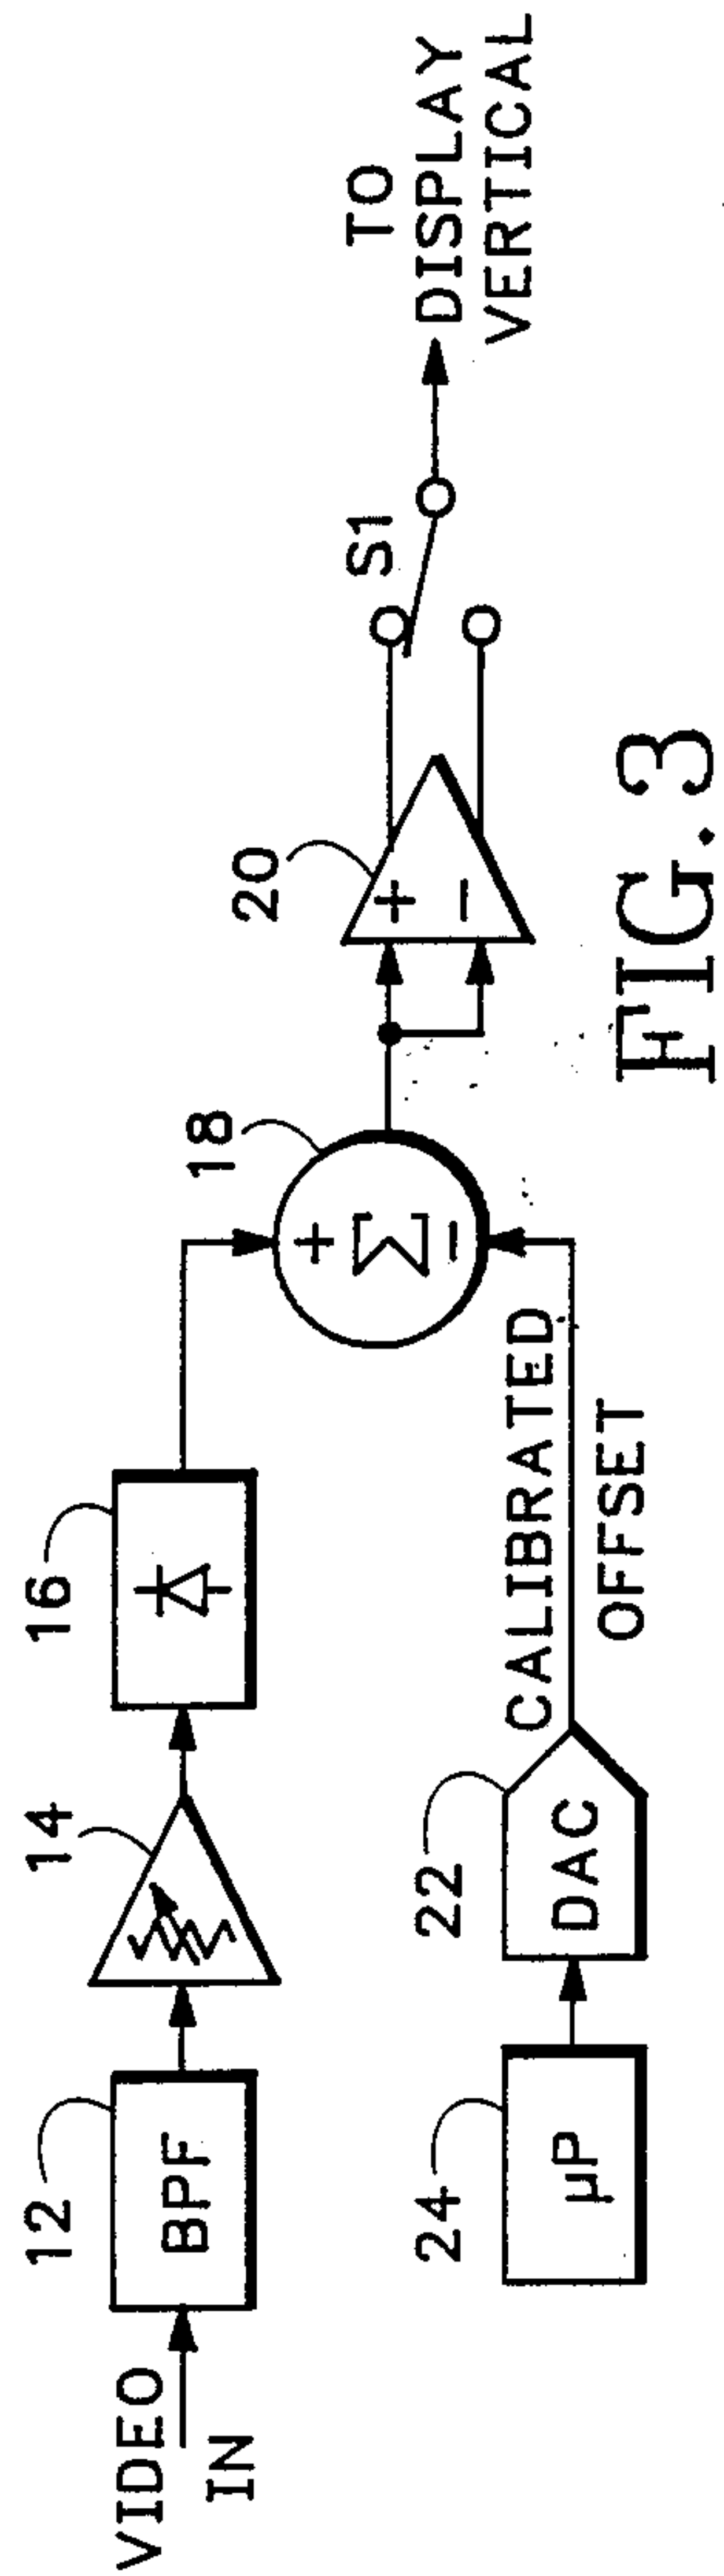 VIDEO
IN
12
BPF
14
16
18
+
Σ
−
20
+
−
S1
TO
DISPLAY
VERTICAL
24
µP
22
DAC
CALIBRATED
OFFSET
FIG. 3